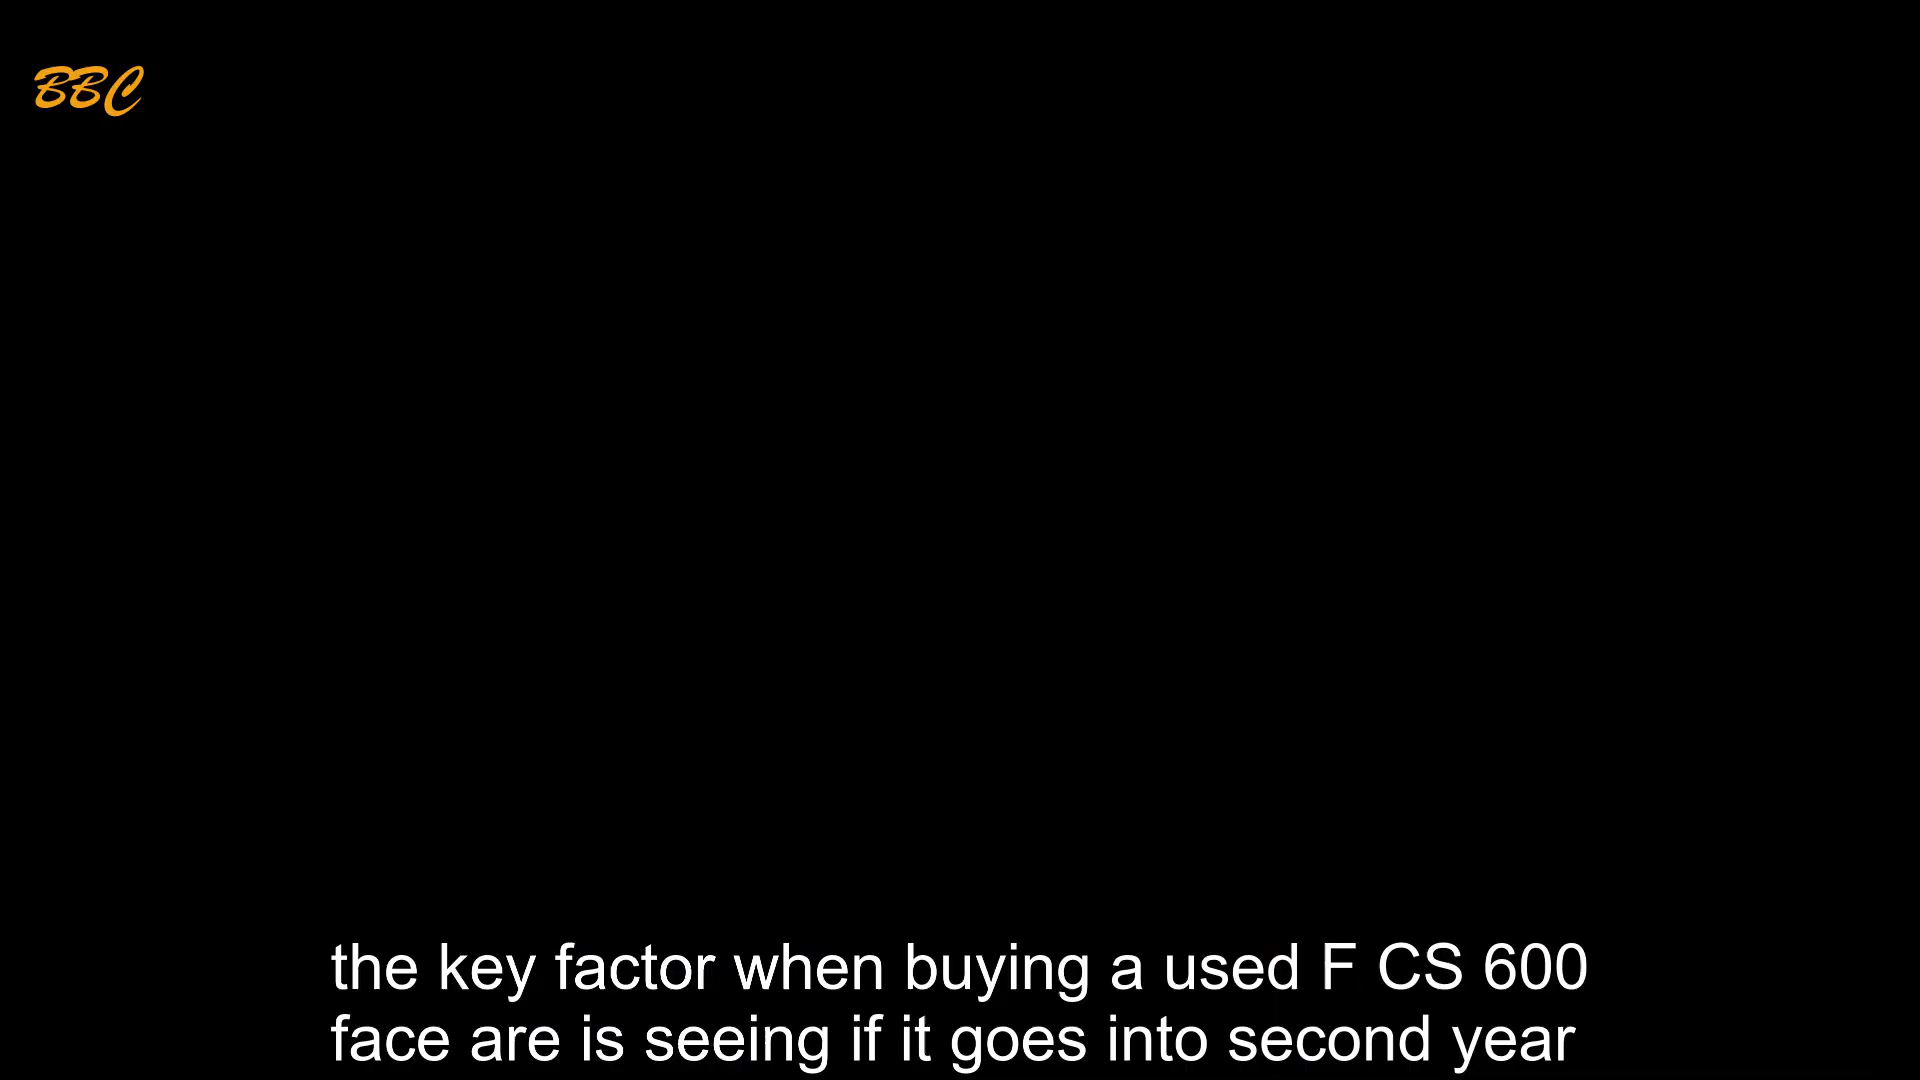 BBC
the key factor when buying a used F CS 600
face are is seeing if it goes into second year